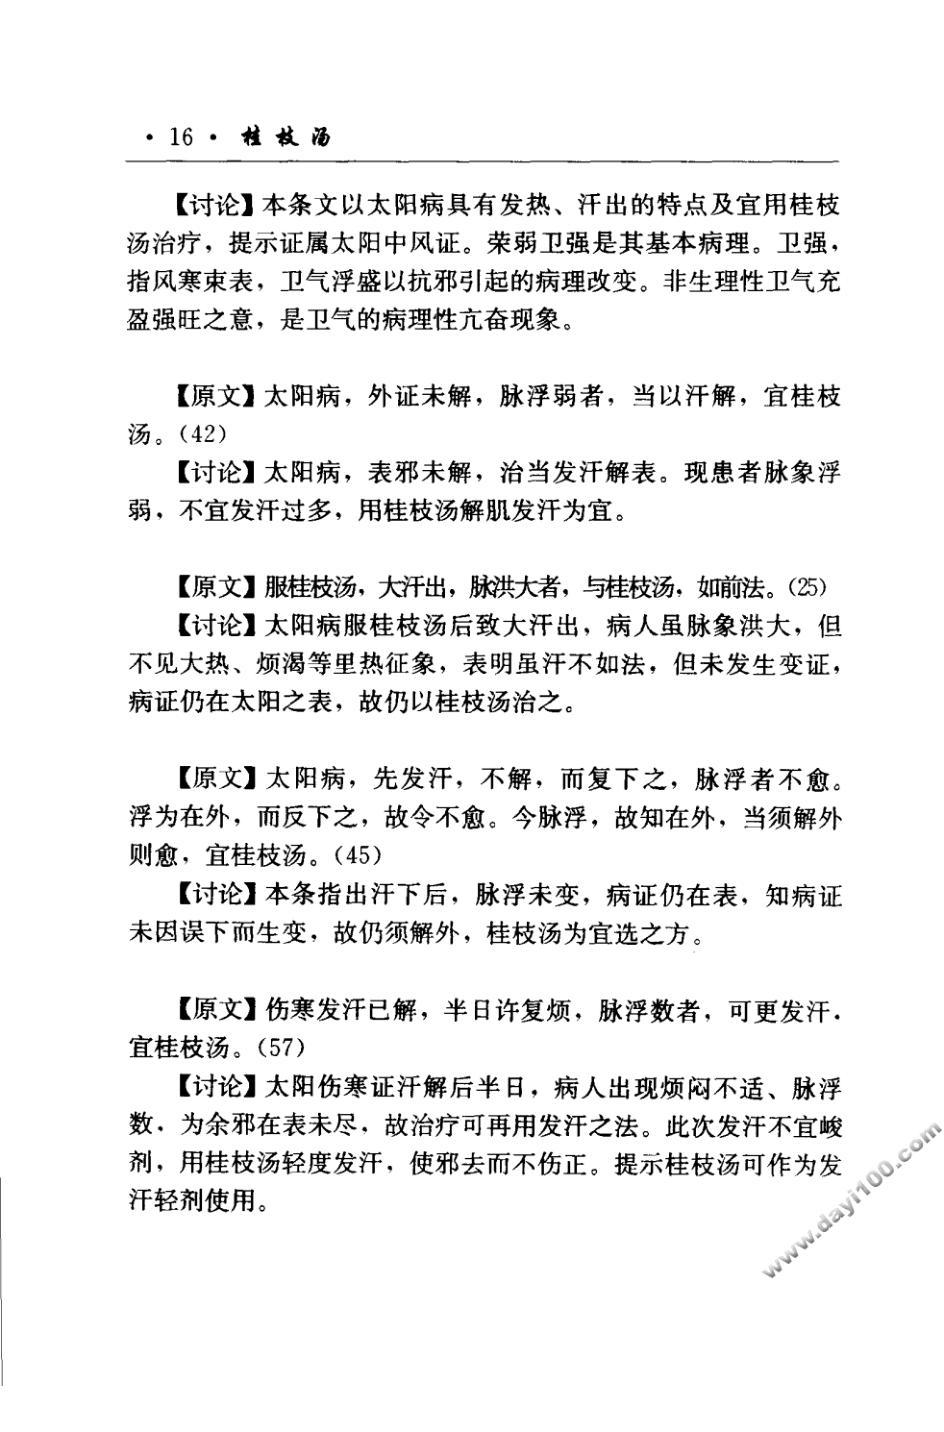 · 16 · 桂枝汤
【讨论】本条文以太阳病具有发热、汗出的特点及宜用桂枝
汤治疗，提示证属太阳中风证。荣弱卫强是其基本病理。卫强，
指风寒束表，卫气浮盛以抗邪引起的病理改变。非生理性卫气充
盈强旺之意，是卫气的病理性亢奋现象。
【原文】太阳病，外证未解，脉浮弱者，当以汗解，宜桂枝
汤。(42)
【讨论】太阳病，表邪未解，治当发汗解表。现患者脉象浮
弱，不宜发汗过多，用桂枝汤解肌发汗为宜。
【原文】服桂枝汤，大汗出，脉洪大者，与桂枝汤，如前法。(25)
【讨论】太阳病服桂枝汤后致大汗出，病人虽脉象洪大，但
不见大热、烦渴等里热征象，表明虽汗不如法，但未发生变证，
病证仍在太阳之表，故仍以桂枝汤治之。
【原文】太阳病，先发汗，不解，而复下之，脉浮者不愈。
浮为在外，而反下之，故令不愈。今脉浮，故知在外，当须解外
则愈，宜桂枝汤。(45)
【讨论】本条指出汗下后，脉浮未变，病证仍在表，知病证
未因误下而生变，故仍须解外，桂枝汤为宜选之方。
【原文】伤寒发汗已解，半日许复烦，脉浮数者，可更发汗.
宜桂枝汤。(57)
【讨论】太阳伤寒证汗解后半日，病人出现烦闷不适、脉浮
数，为余邪在表未尽，故治疗可再用发汗之法。此次发汗不宜峻
剂，用桂枝汤轻度发汗，使邪去而不伤正。提示桂枝汤可作为发
汗轻剂使用。
www.dayi100.com